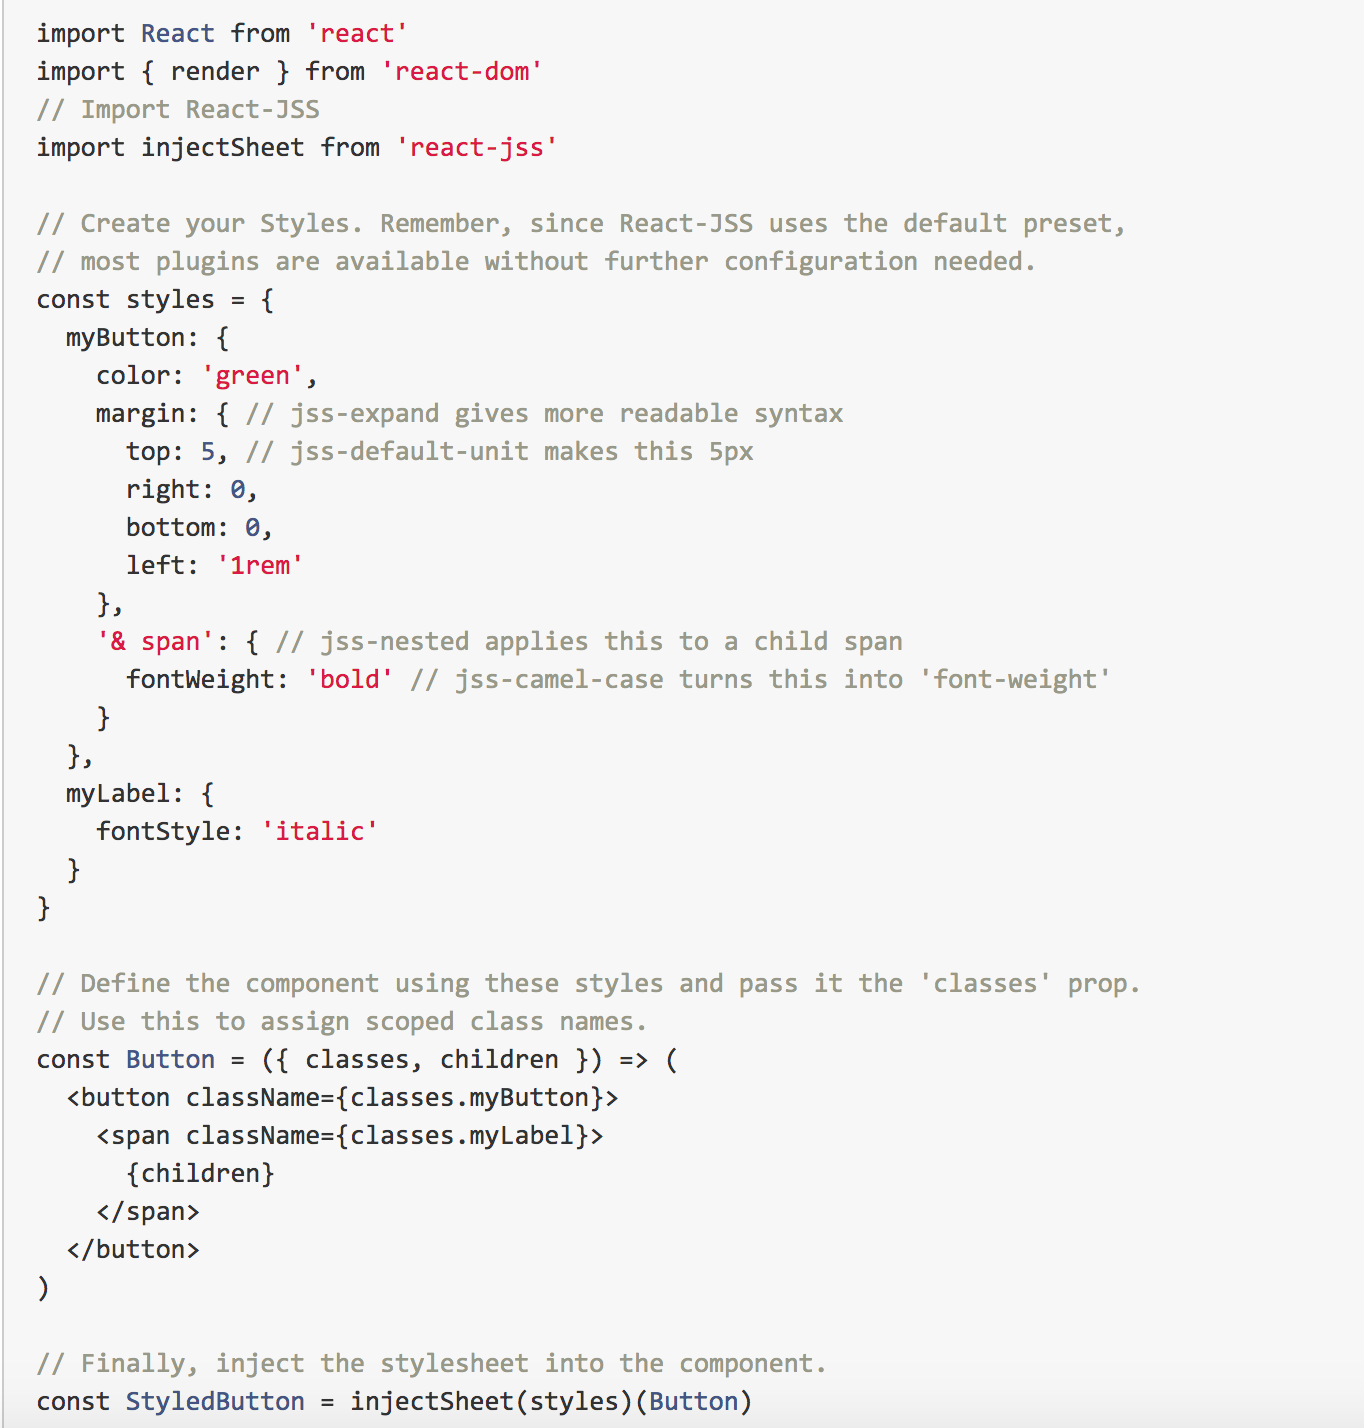 import React from 'react'
import { render } from 'react-dom'
// Import React-JSS
import injectSheet from 'react-jss'

// Create your Styles. Remember, since React-JSS uses the default preset,
// most plugins are available without further configuration needed.
const styles = {
  myButton: {
    color: 'green',
    margin: { // jss-expand gives more readable syntax
      top: 5, // jss-default-unit makes this 5px
      right: 0,
      bottom: 0,
      left: '1rem'
    },
    '& span': { // jss-nested applies this to a child span
      fontWeight: 'bold' // jss-camel-case turns this into 'font-weight'
    }
  },
  myLabel: {
    fontStyle: 'italic'
  }
}

// Define the component using these styles and pass it the 'classes' prop.
// Use this to assign scoped class names.
const Button = ({ classes, children }) => (
  <button className={classes.myButton}>
    <span className={classes.myLabel}>
      {children}
    </span>
  </button>
)

// Finally, inject the stylesheet into the component.
const StyledButton = injectSheet(styles)(Button)